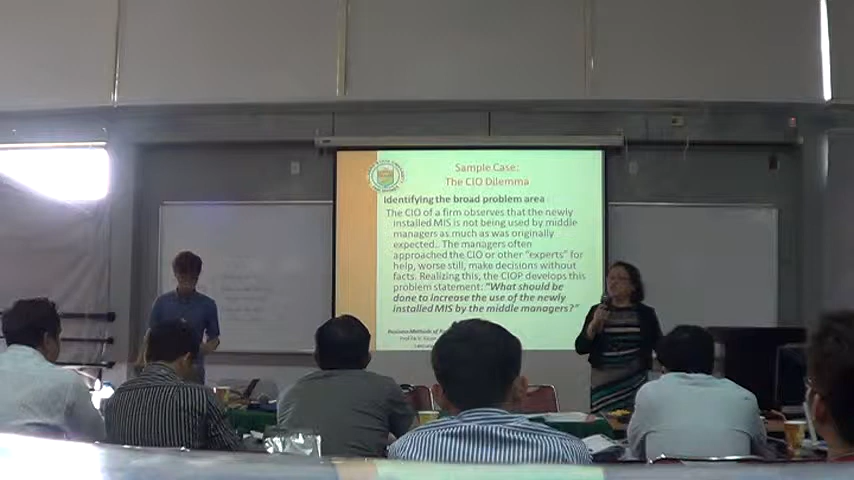 Sample Case:
The CIO Dilemma
Identifying the broad problem area
The CIO of a firm observes that the newly
installed MIS is not being used by middle
managers as much as was originally
expected.. The managers often
approached the CIO or other "experts" for
help, worse still, make decisions without
facts. Realizing this, the CIOP develops this
problem statement: "What should be
done to increase the use of the newly
installed MIS by the middle managers?"
Business Methods of